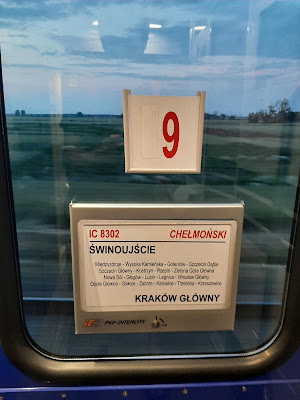 9
IC 8302 CHEŁMOŃSKI
ŚWINOUJŚCIE
Międzyzdroje - Wysoka Kamieńska - Goleniów - Szczecin Dąbie
Szczecin Główny - Kostrzyn - Rzepin - Zielona Góra Główna
Nowa Sól - Głogów - Lubin - Legnica - Wrocław Główny
Opole Główne - Gliwice - Zabrze - Katowice - Trzebinia - Krzeszowice
KRAKÓW GŁÓWNY
PKP INTERCITY